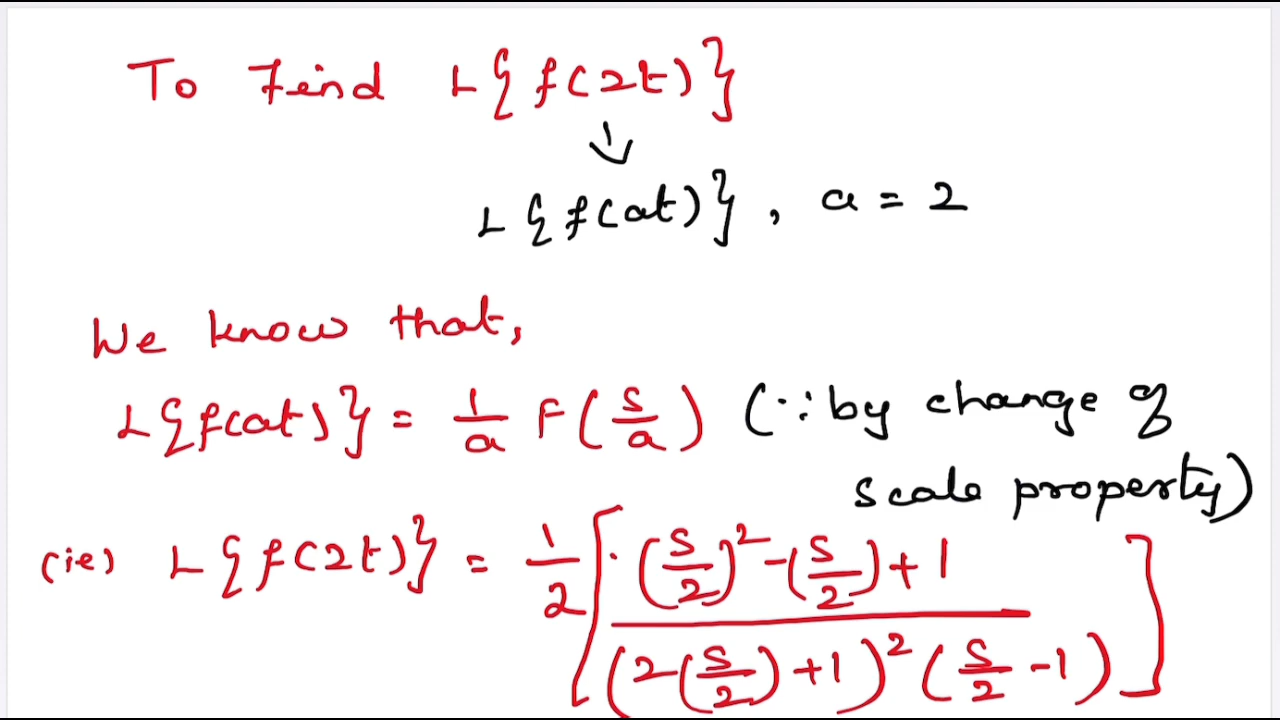 To Find L{f(2t)}
↓
L{f(at)}, a = 2
We know that,
L{f(at)} = 1/a F(s/a) (∵ by change of
scale property)
(ie) L{f(2t)} = 1/2 [ ((s/2)² - (s/2) + 1) / ((2(s/2) + 1)² (s/2 - 1)) ]